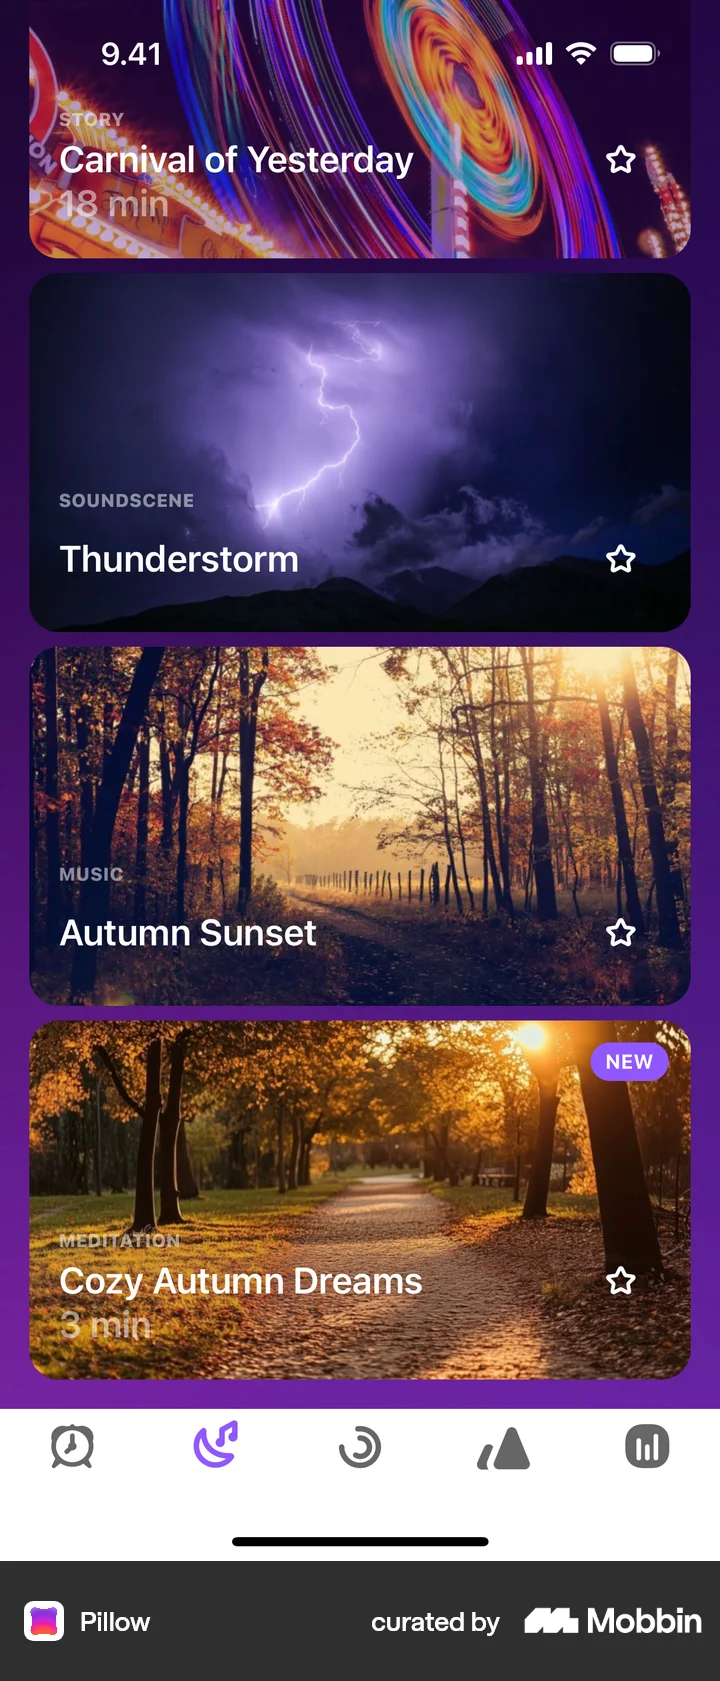 9.41
STORY
Carnival of Yesterday
18 min
SOUNDSCENE
Thunderstorm
MUSIC
Autumn Sunset
NEW
MEDITATION
Cozy Autumn Dreams
3 min
Pillow
curated by Mobbin